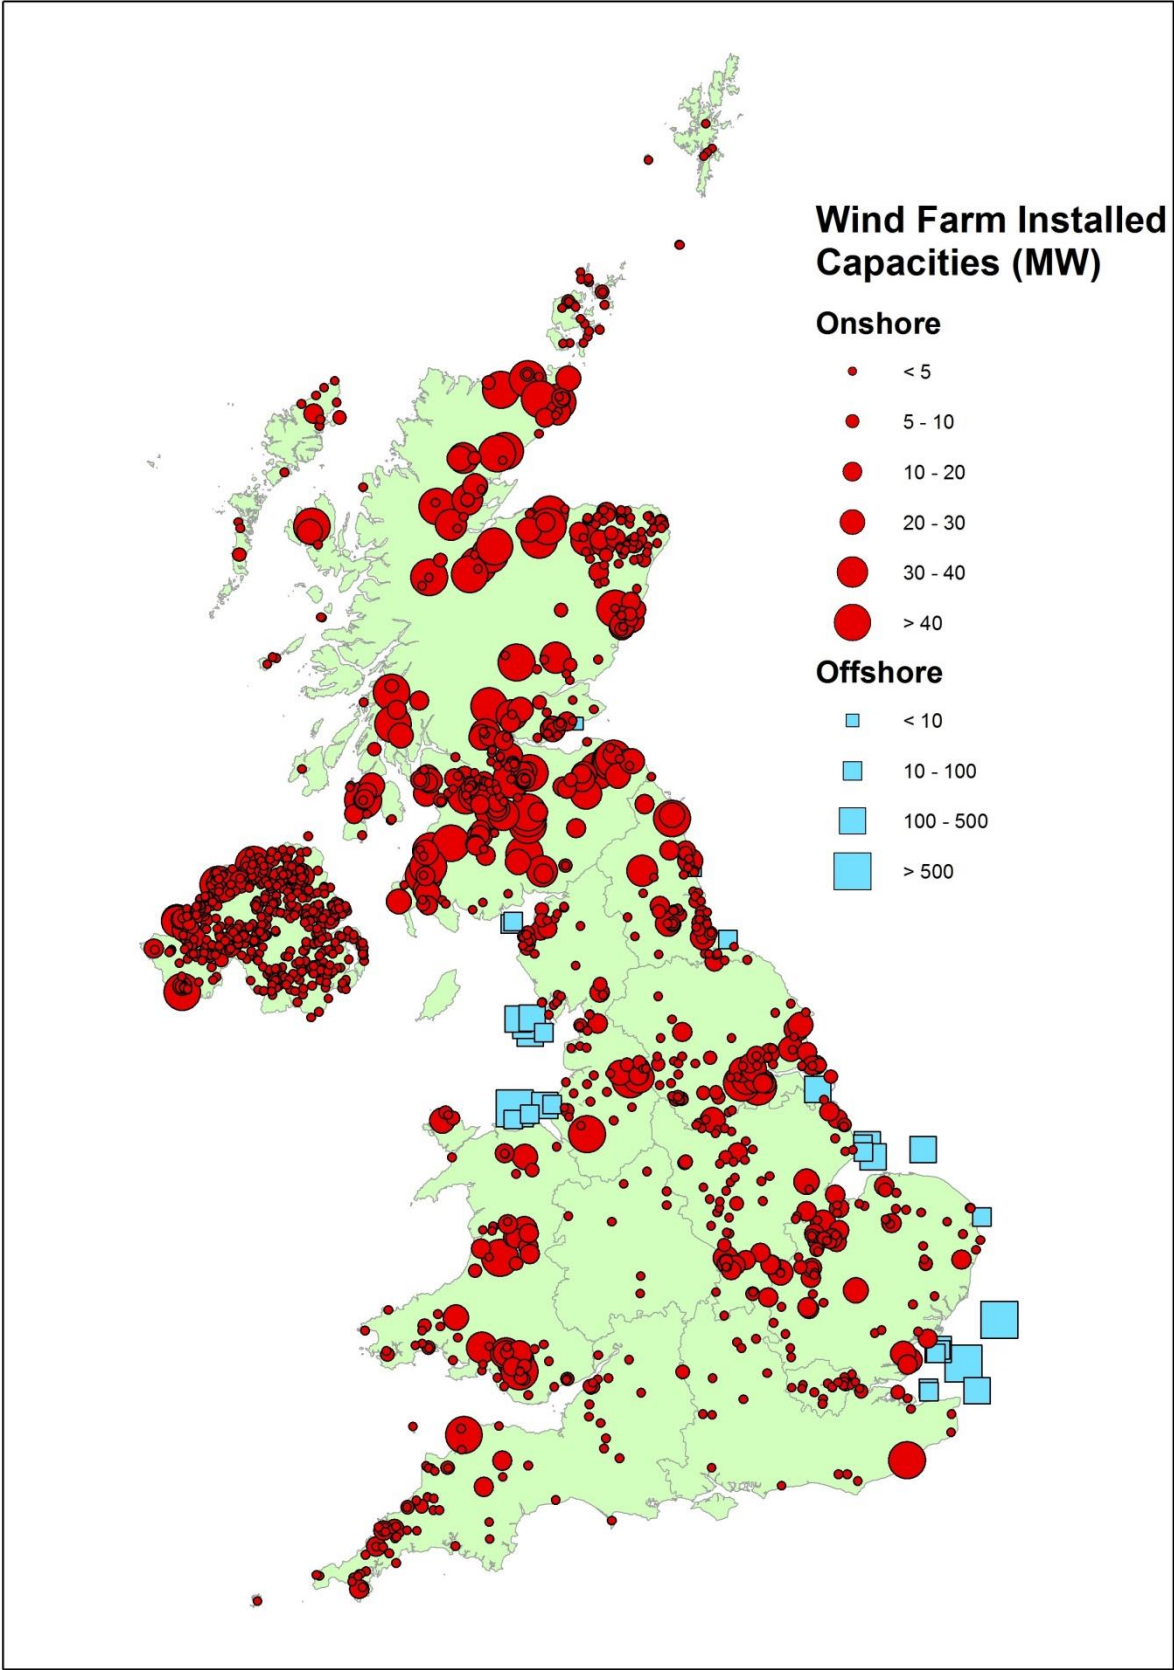 Wind Farm Installed
Capacities (MW)
Onshore
< 5
5 - 10
10 - 20
20 - 30
30 - 40
> 40
Offshore
< 10
10 - 100
100 - 500
> 500